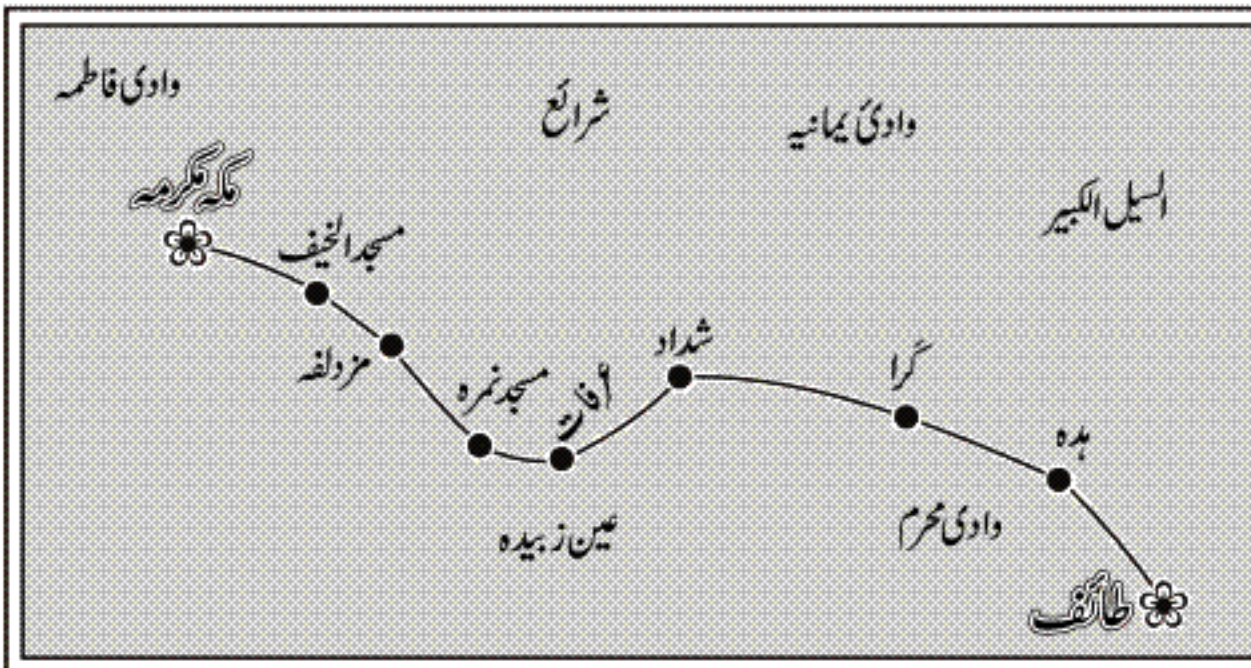 وادی فاطمہ
شرائع
وادیٔ یمانیہ
السیل الکبیر
مکہ مکرمہ
مسجد الخیف
مزدلفہ
مسجد نمرہ
شداد
کرا
ہدہ
عین زبیدہ
وادی محرم
طائف